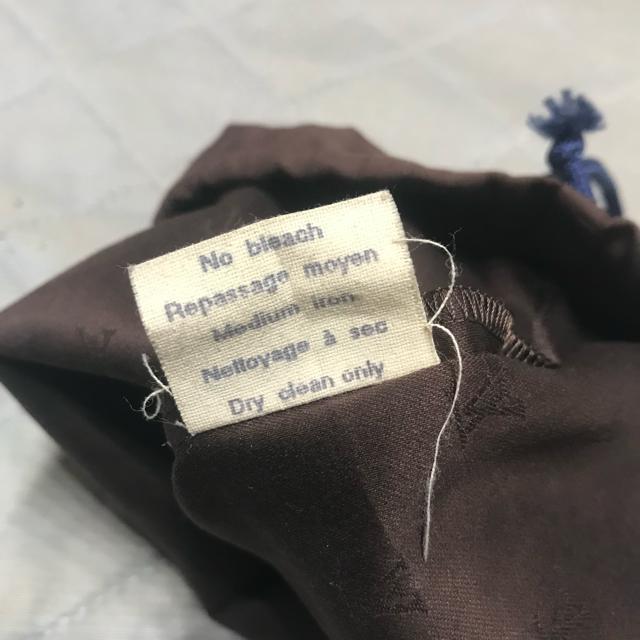 No bleach
Repassage moyen
Medium iron
Nettoyage à sec
Dry clean only